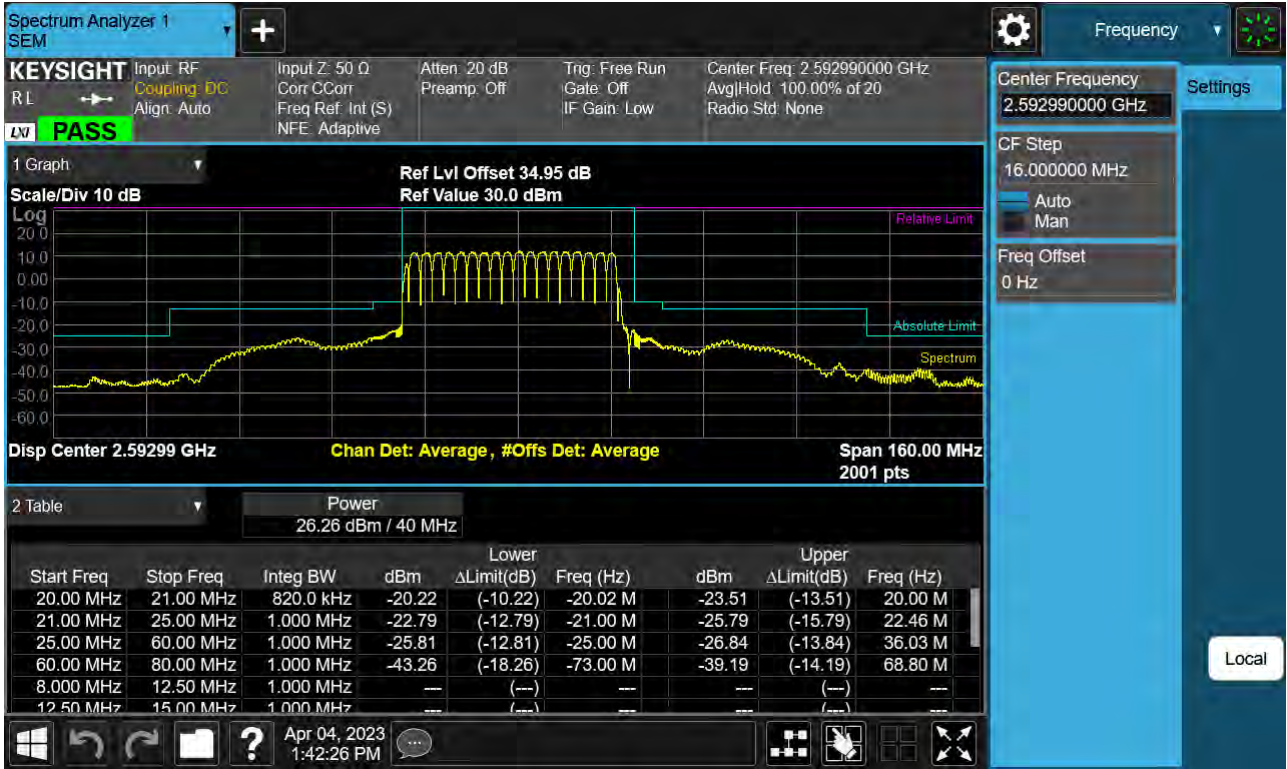 Spectrum Analyzer 1
SEM
+
Frequency
KEYSIGHT
R L
LXI
PASS
Input: RF
Coupling: DC
Align: Auto
Input Z: 50 Ω
Corr CCorr
Freq Ref: Int (S)
NFE: Adaptive
Atten: 20 dB
Preamp: Off
Trig: Free Run
Gate: Off
IF Gain: Low
Center Freq: 2.592990000 GHz
Avg|Hold: 100.00% of 20
Radio Std: None
Center Frequency
2.592990000 GHz
Settings
CF Step
16.000000 MHz
Auto
Man
Freq Offset
0 Hz
1 Graph
Scale/Div 10 dB
Ref Lvl Offset 34.95 dB
Ref Value 30.0 dBm
Log
20.0
10.0
0.00
-10.0
-20.0
-30.0
-40.0
-50.0
-60.0
Relative Limit
Absolute Limit
Spectrum
Disp Center 2.59299 GHz
Chan Det: Average, #Offs Det: Average
Span 160.00 MHz
2001 pts
2 Table
Power
26.26 dBm / 40 MHz
Lower Upper
Start Freq Stop Freq Integ BW dBm ΔLimit(dB) Freq (Hz) dBm ΔLimit(dB) Freq (Hz)
20.00 MHz 21.00 MHz 820.0 kHz -20.22 (-10.22) -20.02 M -23.51 (-13.51) 20.00 M
21.00 MHz 25.00 MHz 1.000 MHz -22.79 (-12.79) -21.00 M -25.79 (-15.79) 22.46 M
25.00 MHz 60.00 MHz 1.000 MHz -25.81 (-12.81) -25.00 M -26.84 (-13.84) 36.03 M
60.00 MHz 80.00 MHz 1.000 MHz -43.26 (-18.26) -73.00 M -39.19 (-14.19) 68.80 M
8.000 MHz 12.50 MHz 1.000 MHz --- (---) --- --- (---) ---
12.50 MHz 15.00 MHz 1.000 MHz --- (---) --- --- (---) ---
Local
?
Apr 04, 2023
1:42:26 PM